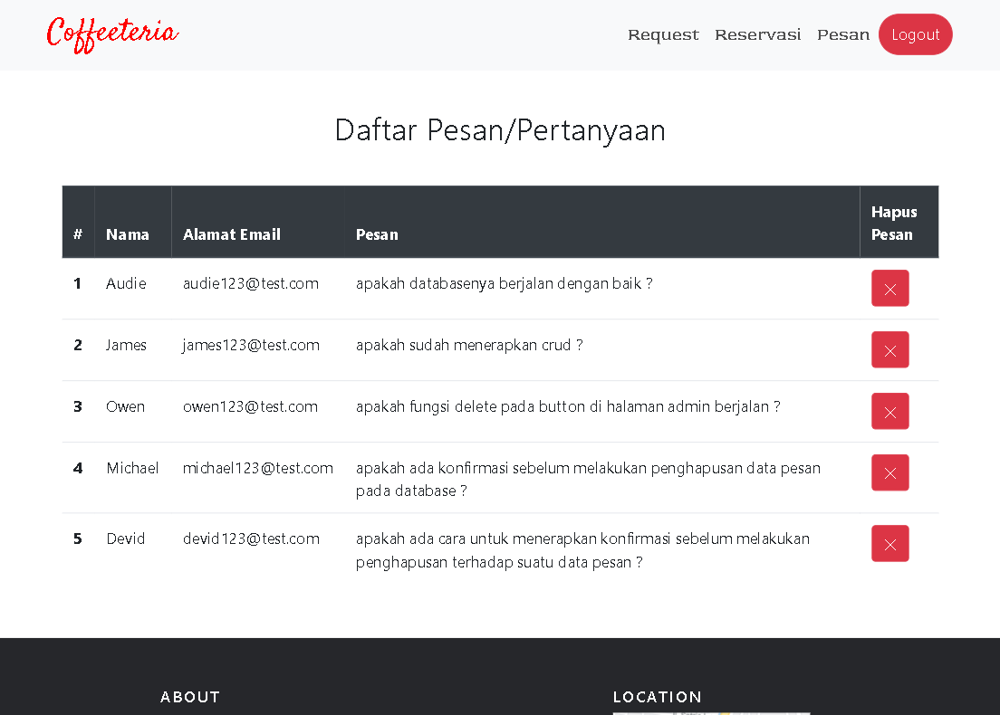 Coffeeteria
Request Reservasi Pesan Logout
Daftar Pesan/Pertanyaan
# Nama Alamat Email Pesan Hapus Pesan
1 Audie audie123@test.com apakah databasenya berjalan dengan baik ?
2 James james123@test.com apakah sudah menerapkan crud ?
3 Owen owen123@test.com apakah fungsi delete pada button di halaman admin berjalan ?
4 Michael michael123@test.com apakah ada konfirmasi sebelum melakukan penghapusan data pesan
pada database ?
5 Devid devid123@test.com apakah ada cara untuk menerapkan konfirmasi sebelum melakukan
penghapusan terhadap suatu data pesan ?
ABOUT LOCATION